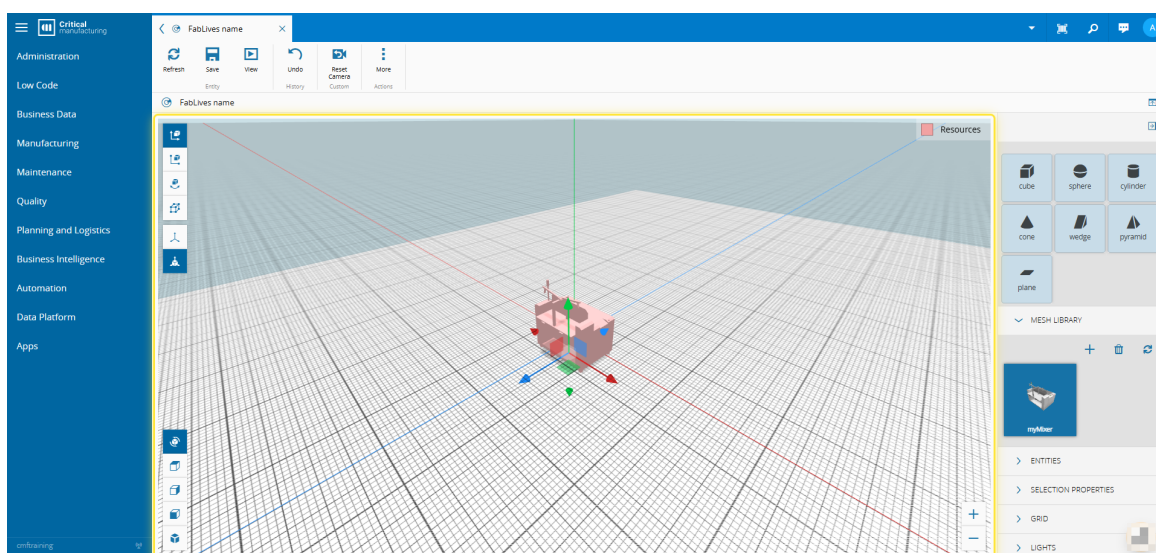 Critical
manufacturing
FabLives name
A
Administration
Low Code
Business Data
Manufacturing
Maintenance
Quality
Planning and Logistics
Business Intelligence
Automation
Data Platform
Apps
cmftraining
Refresh
Save
View
Undo
Reset
Camera
More
Entity
History
Custom
Actions
FabLives name
Resources
cube
sphere
cylinder
cone
wedge
pyramid
plane
MESH LIBRARY
myMixer
ENTITIES
SELECTION PROPERTIES
GRID
LIGHTS